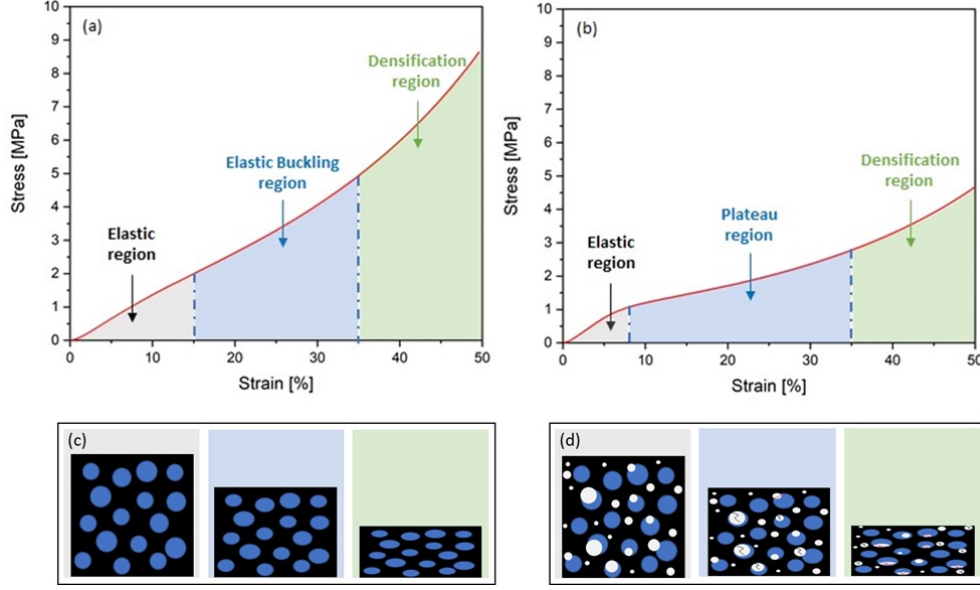 (a)
10
9
8
7
6
5
4
3
2
1
0
Stress [MPa]
Densification
region
Elastic Buckling
region
Elastic
region
0 10 20 30 40 50
Strain [%]
(b)
10
9
8
7
6
5
4
3
2
1
0
Stress [MPa]
Densification
region
Plateau
region
Elastic
region
0 10 20 30 40 50
Strain [%]
(c)
(d)